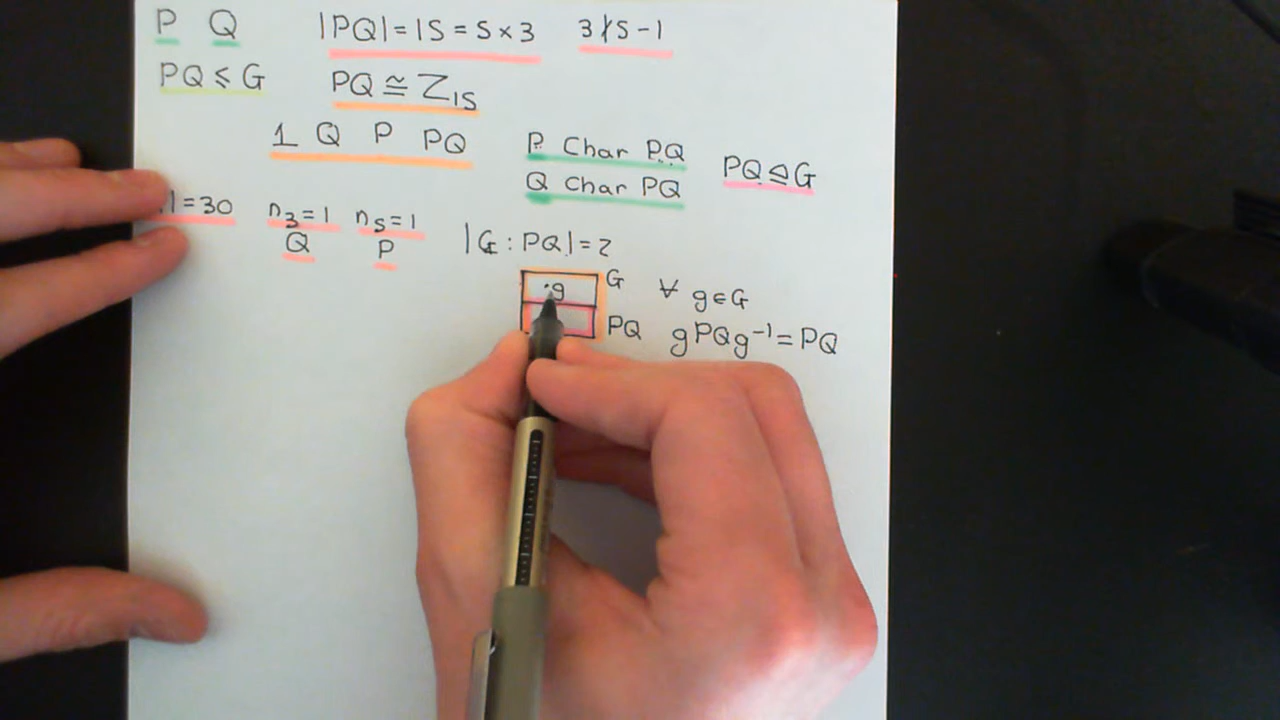 P Q |PQ|=15=5×3 3∤5-1
PQ≤G PQ≅Z₁₅
1 Q P PQ P Char PQ
Q Char PQ PQ⊴G
|=30 n₃=1 n₅=1
Q P |G:PQ|=2
·g G ∀ g∈G
PQ gPQg⁻¹=PQ